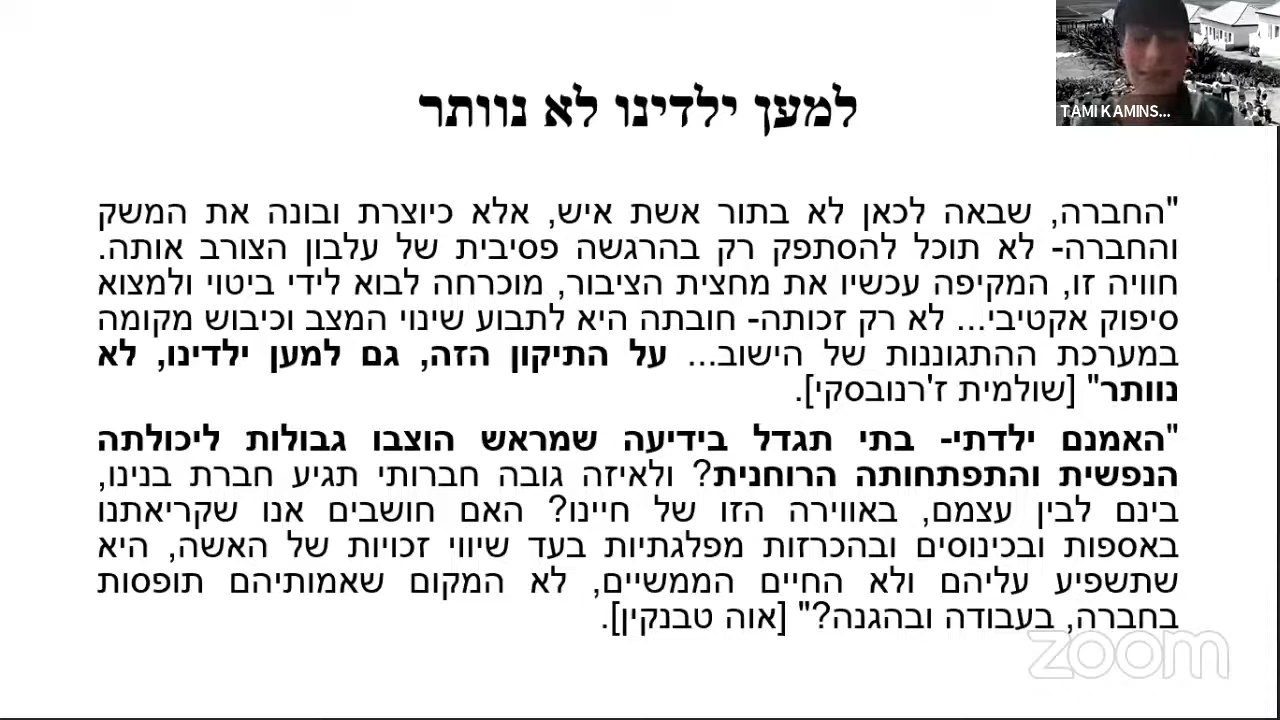 למען ילדינו לא נוותר
TAMI KAMINS...
"החברה, שבאה לכאן לא בתור אשת איש, אלא כיוצרת ובונה את המשק
והחברה- לא תוכל להסתפק רק בהרגשה פסיבית של עלבון הצורב אותה.
חוויה זו, המקיפה עכשיו את מחצית הציבור, מוכרחה לבוא לידי ביטוי ולמצוא
סיפוק אקטיבי... לא רק זכותה- חובתה היא לתבוע שינוי המצב וכיבוש מקומה
במערכת ההתגוננות של הישוב... על התיקון הזה, גם למען ילדינו, לא
נוותר" [שולמית ז'רנובסקי].
"האמנם ילדתי- בתי תגדל בידיעה שמראש הוצבו גבולות ליכולתה
הנפשית והתפתחותה הרוחנית? ולאיזה גובה חברותי תגיע חברת בנינו,
בינם לבין עצמם, באווירה הזו של חיינו? האם חושבים אנו שקריאתנו
באספות ובכינוסים ובהכרזות מפלגתיות בעד שיווי זכויות של האשה, היא
שתשפיע עליהם ולא החיים הממשיים, לא המקום שאמותיהם תופסות
בחברה, בעבודה ובהגנה?" [אוה טבנקין].
zoom